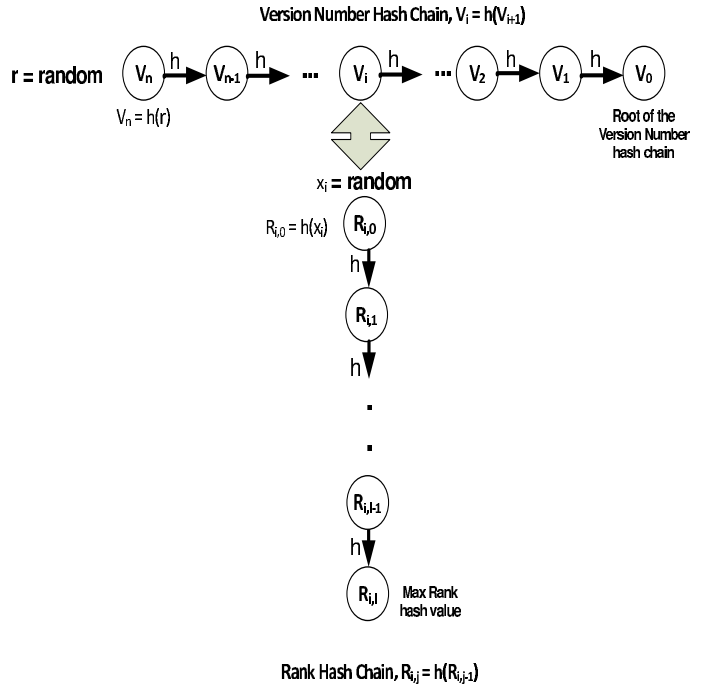 Version Number Hash Chain, Vi = h(Vi+1)
r = random
Vn h Vn-1 h ... Vi h ... V2 h V1 h V0
Vn = h(r)
Root of the
Version Number
hash chain
xi = random
Ri,0 = h(xi)
Ri,0
h
Ri,1
h
.
.
Ri,l-1
h
Ri,l
Max Rank
hash value
Rank Hash Chain, Ri,j = h(Ri,j-1)